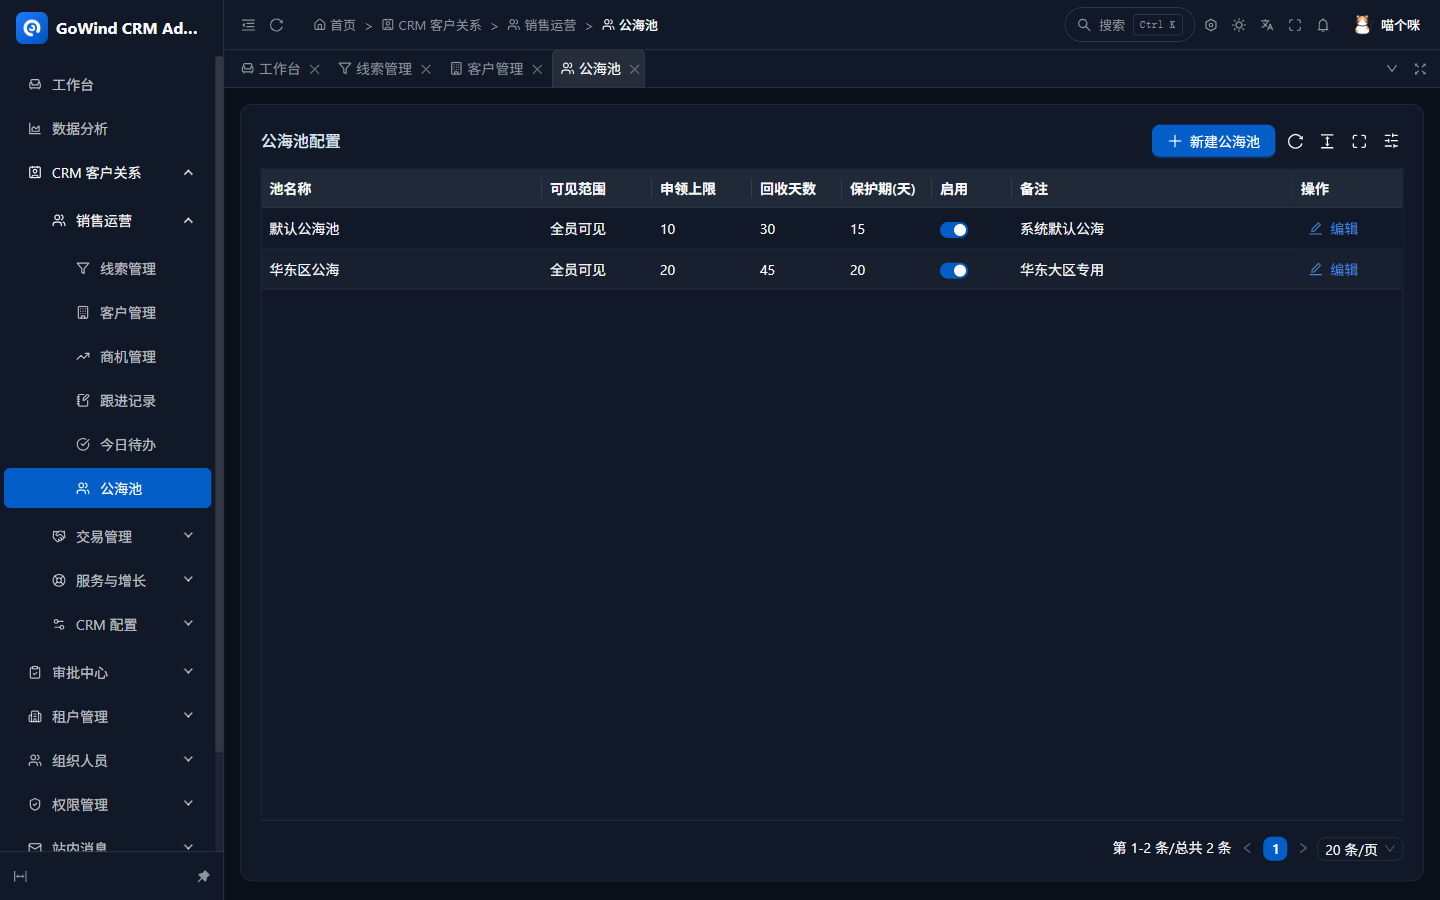 GoWind CRM Ad...
首页 > CRM 客户关系 > 销售运营 > 公海池
搜索 Ctrl K
喵个咪
工作台
线索管理
客户管理
公海池
工作台
数据分析
CRM 客户关系
销售运营
线索管理
客户管理
商机管理
跟进记录
今日待办
公海池
交易管理
服务与增长
CRM 配置
审批中心
租户管理
组织人员
权限管理
站内消息
公海池配置
新建公海池
池名称 可见范围 申领上限 回收天数 保护期(天) 启用 备注 操作
默认公海池 全员可见 10 30 15 系统默认公海 编辑
华东区公海 全员可见 20 45 20 华东大区专用 编辑
第 1-2 条/总共 2 条 1 20 条/页